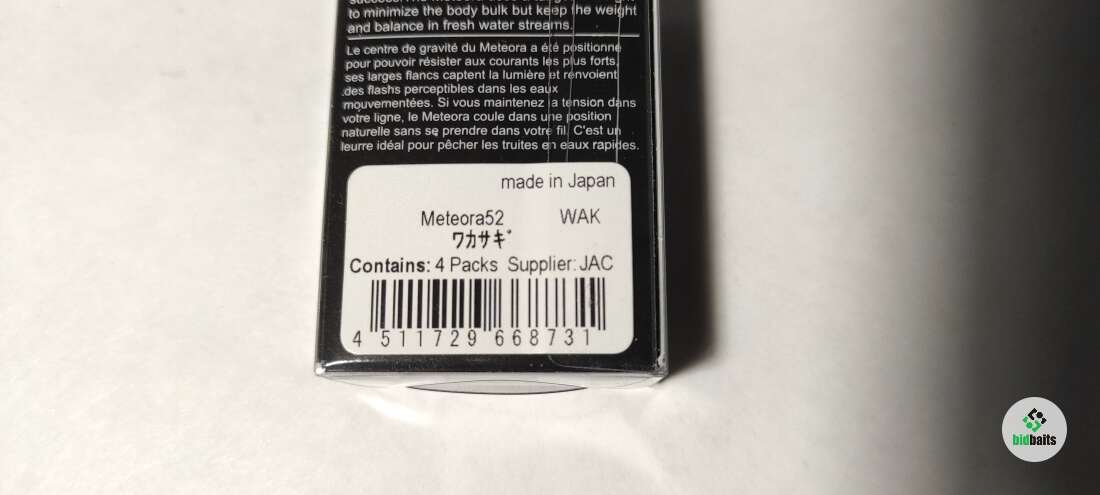 to minimize the body bulk but keep the weight
and balance in fresh water streams.
Le centre de gravité du Meteora a été positionne
pour pouvoir résister aux courants les plus forts,
ses larges flancs captent la lumière et renvoient
des flashs perceptibles dans les eaux
mouvementées. Si vous maintenez la tension dans
votre ligne, le Meteora coule dans une position
naturelle sans se prendre dans votre fil. C'est un
leurre idéal pour pêcher les truites en eaux rapides.
made in Japan
Meteora52 WAK
ワカサギ
Contains: 4 Packs Supplier: JAC
4 511729 668731
bidbaits